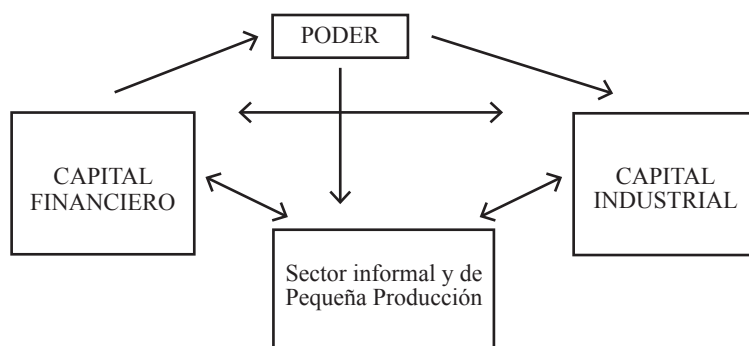 PODER
CAPITAL
FINANCIERO
CAPITAL
INDUSTRIAL
Sector informal y de
Pequeña Producción